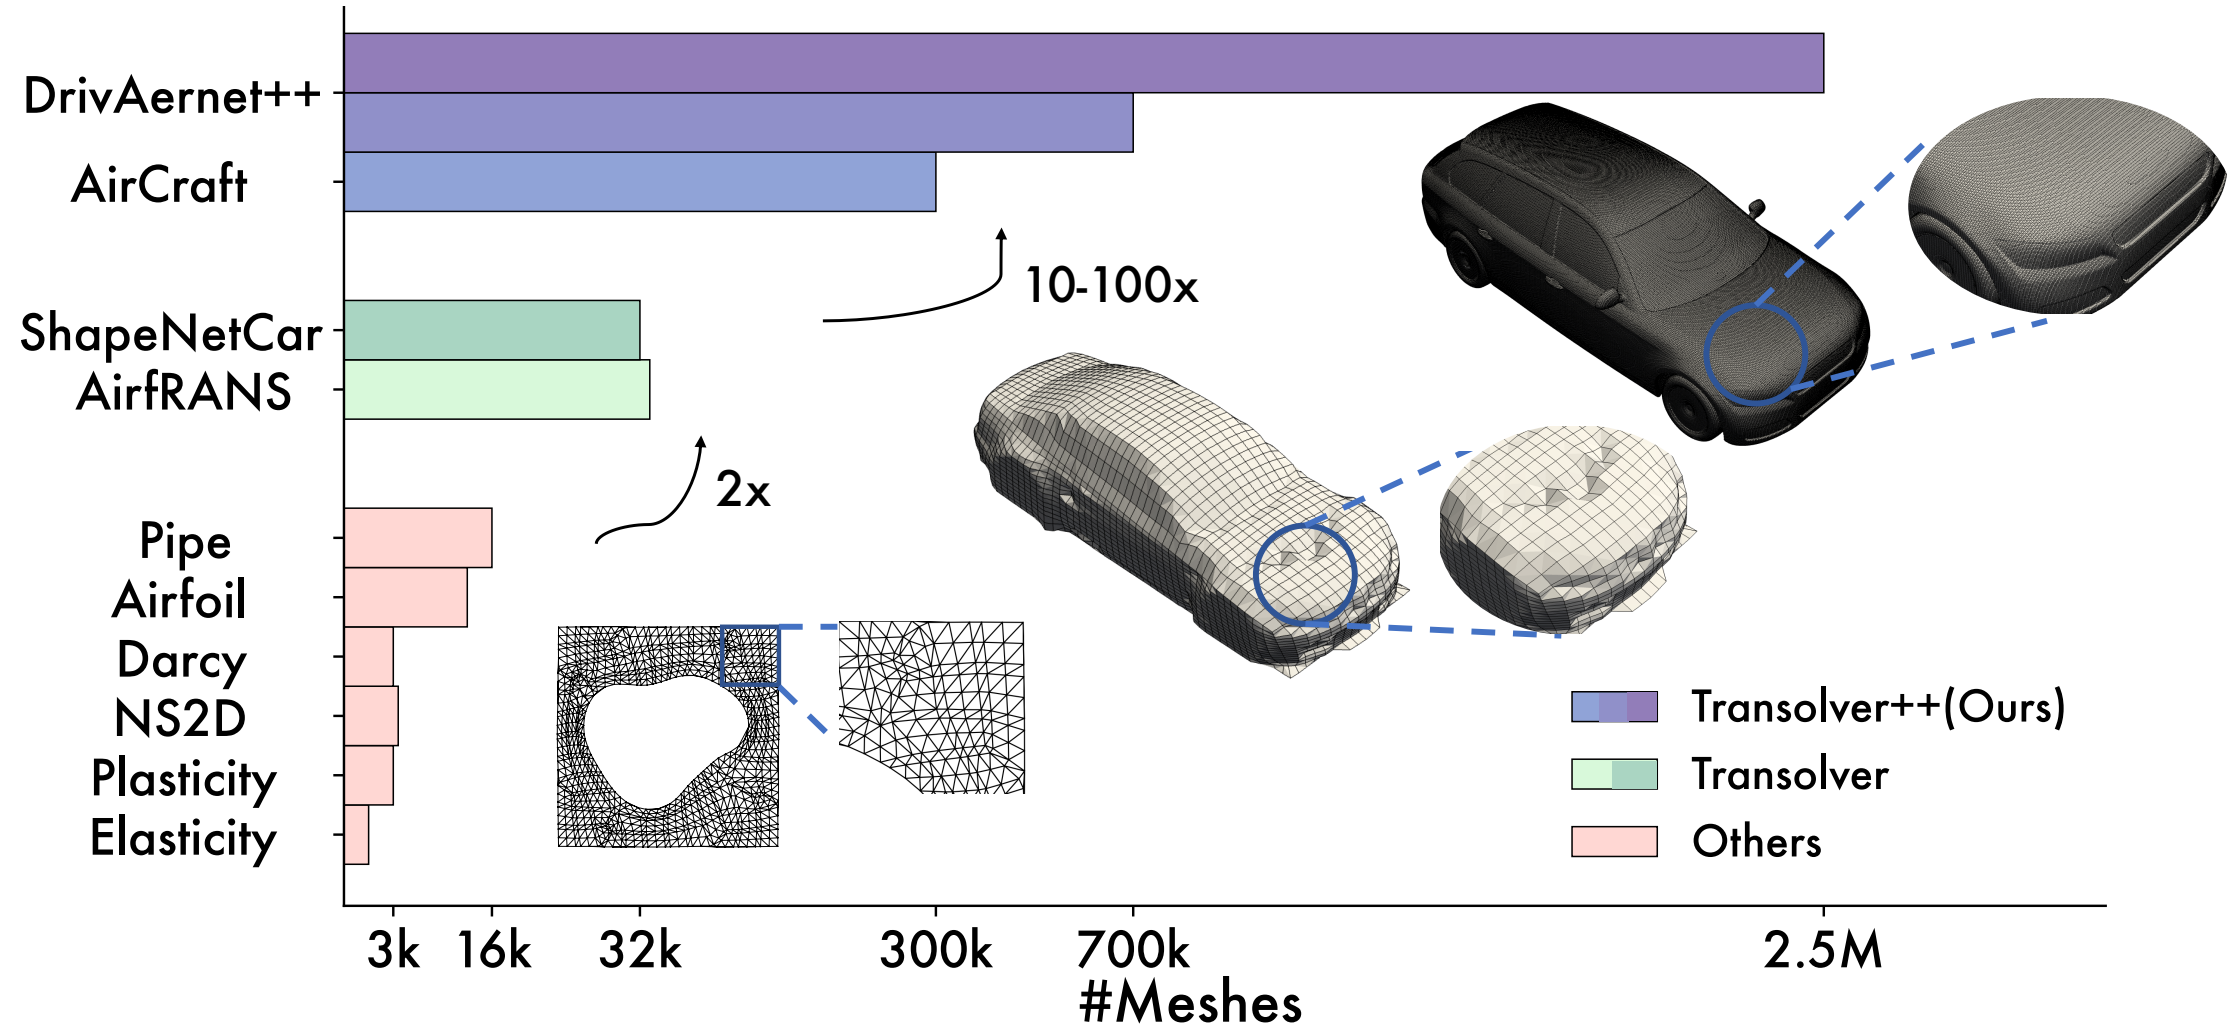 DrivAernet++
AirCraft
10-100x
ShapeNetCar
AirfRANS
2x
Pipe
Airfoil
Darcy
NS2D
Plasticity
Elasticity
Transolver++(Ours)
Transolver
Others
3k 16k 32k 300k 700k 2.5M
#Meshes